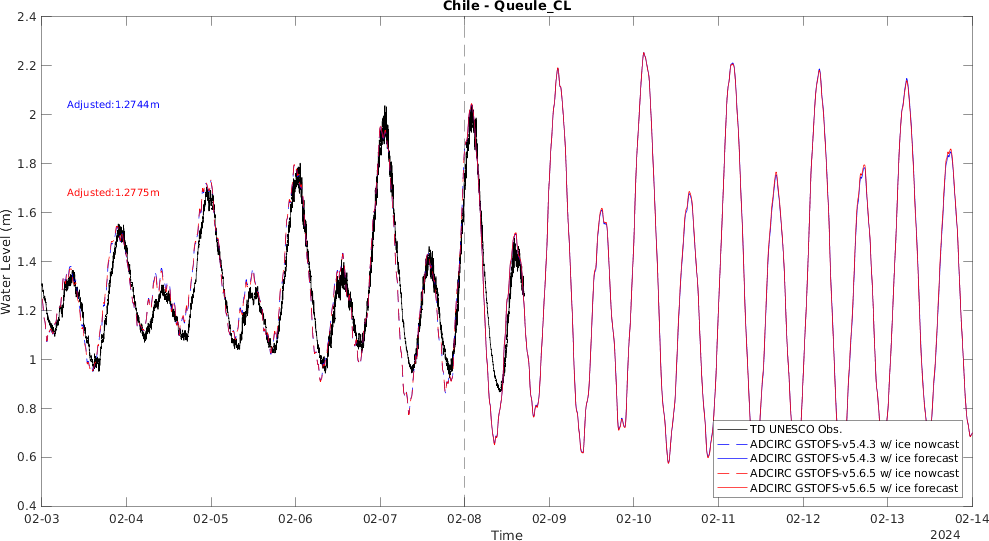 Chile - Queule_CL
2.4
2.2
2
1.8
1.6
1.4
1.2
1
0.8
0.6
0.4
Water Level (m)
Adjusted:1.2744m
Adjusted:1.2775m
TD UNESCO Obs.
ADCIRC GSTOFS-v5.4.3 w/ ice nowcast
ADCIRC GSTOFS-v5.4.3 w/ ice forecast
ADCIRC GSTOFS-v5.6.5 w/ ice nowcast
ADCIRC GSTOFS-v5.6.5 w/ ice forecast
02-03 02-04 02-05 02-06 02-07 02-08 02-09 02-10 02-11 02-12 02-13 02-14
Time
2024